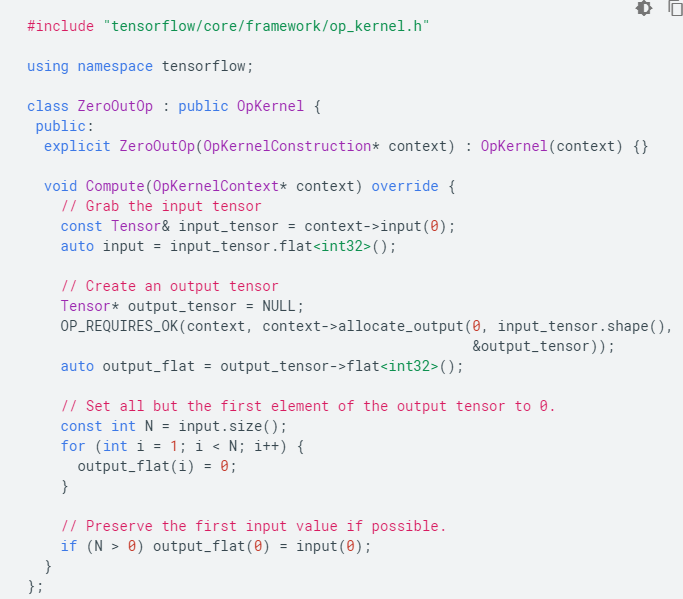 #include "tensorflow/core/framework/op_kernel.h"

using namespace tensorflow;

class ZeroOutOp : public OpKernel {
 public:
  explicit ZeroOutOp(OpKernelConstruction* context) : OpKernel(context) {}

  void Compute(OpKernelContext* context) override {
    // Grab the input tensor
    const Tensor& input_tensor = context->input(0);
    auto input = input_tensor.flat<int32>();

    // Create an output tensor
    Tensor* output_tensor = NULL;
    OP_REQUIRES_OK(context, context->allocate_output(0, input_tensor.shape(),
                                                     &output_tensor));
    auto output_flat = output_tensor->flat<int32>();

    // Set all but the first element of the output tensor to 0.
    const int N = input.size();
    for (int i = 1; i < N; i++) {
      output_flat(i) = 0;
    }

    // Preserve the first input value if possible.
    if (N > 0) output_flat(0) = input(0);
  }
};